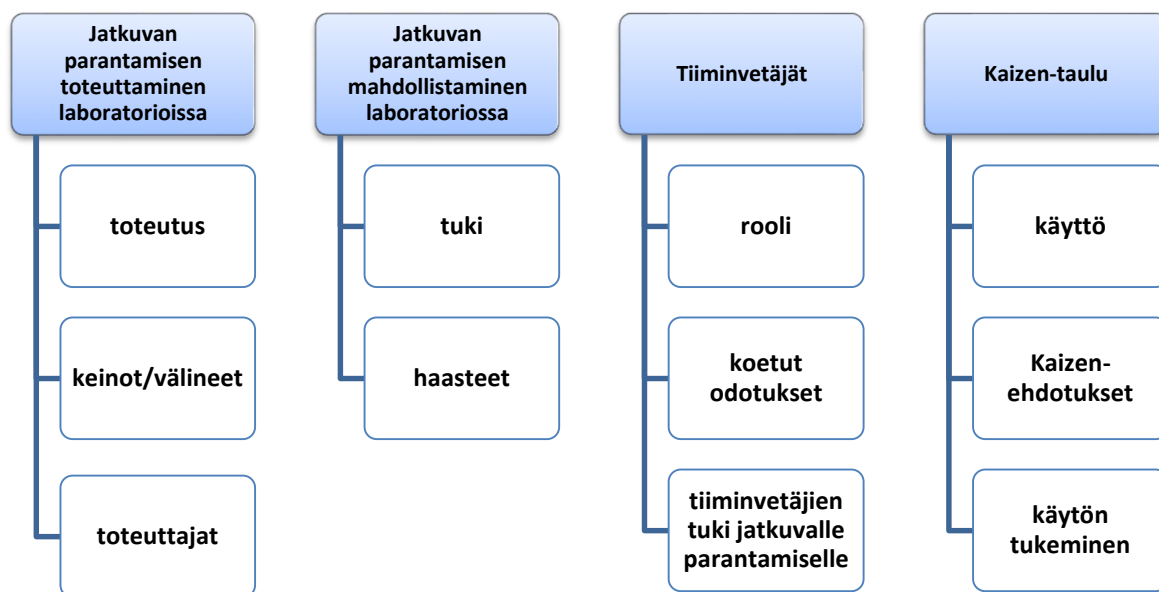 Jatkuvan
parantamisen
toteuttaminen
laboratorioissa
toteutus
keinot/välineet
toteuttajat
Jatkuvan
parantamisen
mahdollistaminen
laboratoriossa
tuki
haasteet
Tiiminvetäjät
rooli
koetut
odotukset
tiiminvetäjien
tuki jatkuvalle
parantamiselle
Kaizen-taulu
käyttö
Kaizen-
ehdotukset
käytön
tukeminen